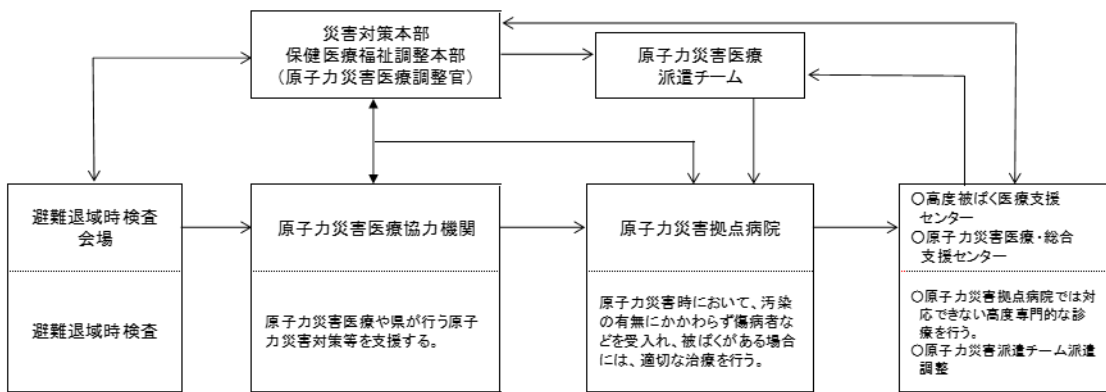 災害対策本部
保健医療福祉調整本部
（原子力災害医療調整官）
原子力災害医療
派遣チーム
避難退域時検査
会場
避難退域時検査
原子力災害医療協力機関
原子力災害医療や県が行う原子
力災害対策等を支援する。
原子力災害拠点病院
原子力災害時において、汚染
の有無にかかわらず傷病者な
どを受入れ、被ばくがある場合
には、適切な治療を行う。
〇高度被ばく医療支援
センター
〇原子力災害医療・総合
支援センター
〇原子力災害拠点病院では対
応できない高度専門的な診
療を行う。
〇原子力災害派遣チーム派遣
調整